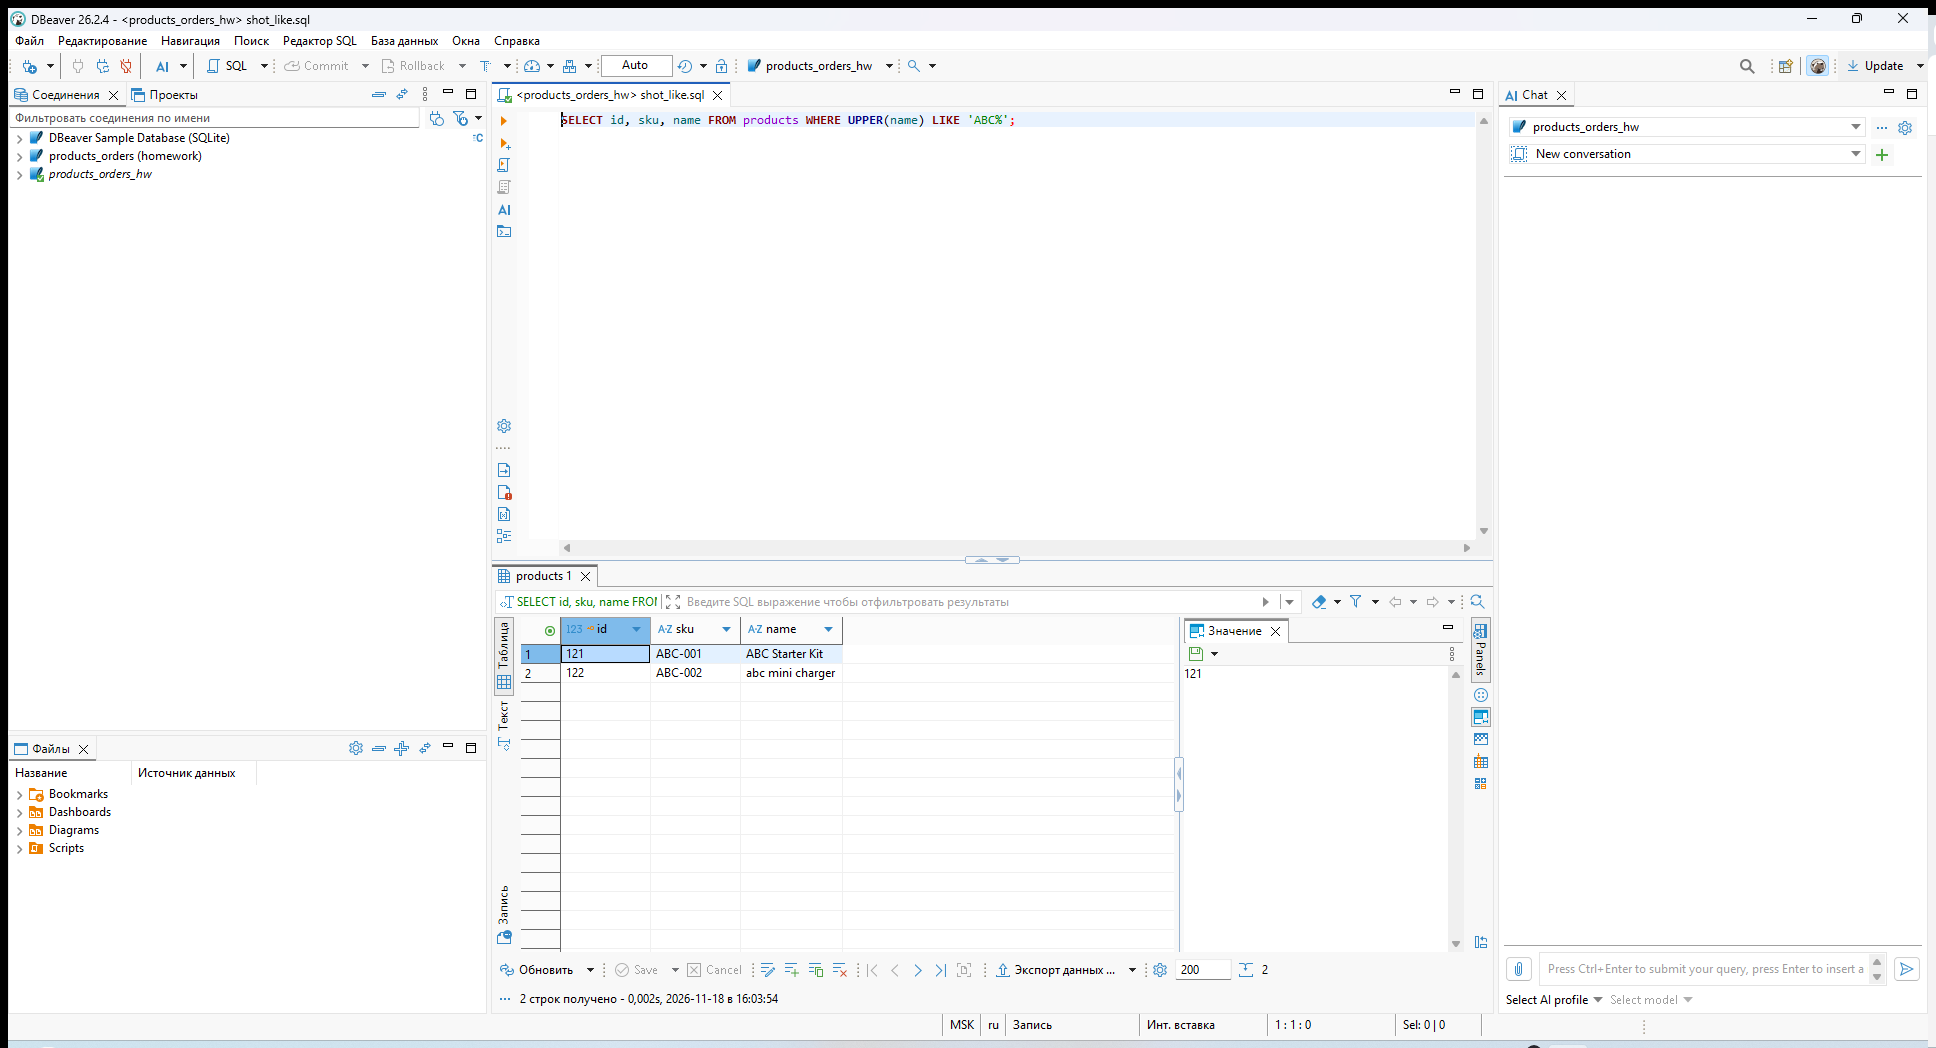 DBeaver 26.2.4 - <products_orders_hw> shot_like.sql
Файл Редактирование Навигация Поиск Редактор SQL База данных Окна Справка
AI SQL Commit Rollback T Auto products_orders_hw Update
Соединения Проекты
Фильтровать соединения по имени
DBeaver Sample Database (SQLite)
products_orders (homework)
products_orders_hw
<products_orders_hw> shot_like.sql
SELECT id, sku, name FROM products WHERE UPPER(name) LIKE 'ABC%';
AI
AI Chat
products_orders_hw
New conversation
products 1
SELECT id, sku, name FROM Введите SQL выражение чтобы отфильтровать результаты
Таблица
Текст
Запись
123 id A-Z sku A-Z name
1 121 ABC-001 ABC Starter Kit
2 122 ABC-002 abc mini charger
Значение
121
Panels
Файлы
Название Источник данных
Bookmarks
Dashboards
Diagrams
Scripts
Обновить Save Cancel Экспорт данных ... 200 2
2 строк получено - 0,002s, 2026-11-18 в 16:03:54
Press Ctrl+Enter to submit your query, press Enter to insert a
Select AI profile Select model
MSK ru Запись Инт. вставка 1 : 1 : 0 Sel: 0 | 0